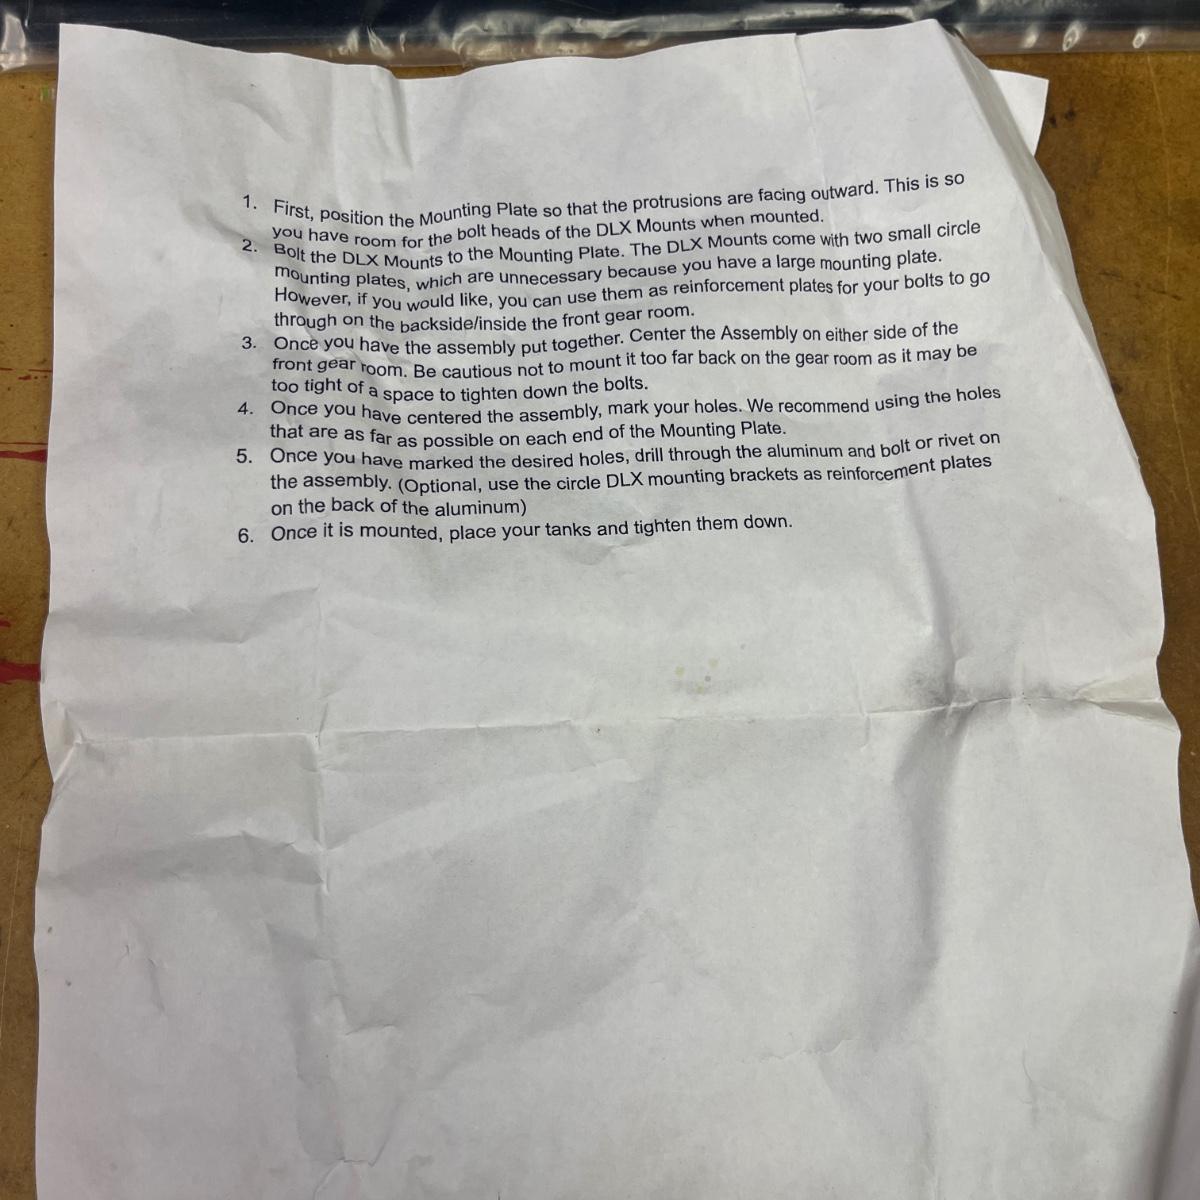 1. First, position the Mounting Plate so that the protrusions are facing outward. This is so
you have room for the bolt heads of the DLX Mounts when mounted.
2. Bolt the DLX Mounts to the Mounting Plate. The DLX Mounts come with two small circle
mounting plates, which are unnecessary because you have a large mounting plate.
However, if you would like, you can use them as reinforcement plates for your bolts to go
through on the backside/inside the front gear room.
3. Once you have the assembly put together. Center the Assembly on either side of the
front gear room. Be cautious not to mount it too far back on the gear room as it may be
too tight of a space to tighten down the bolts.
4. Once you have centered the assembly, mark your holes. We recommend using the holes
that are as far as possible on each end of the Mounting Plate.
5. Once you have marked the desired holes, drill through the aluminum and bolt or rivet on
the assembly. (Optional, use the circle DLX mounting brackets as reinforcement plates
on the back of the aluminum)
6. Once it is mounted, place your tanks and tighten them down.